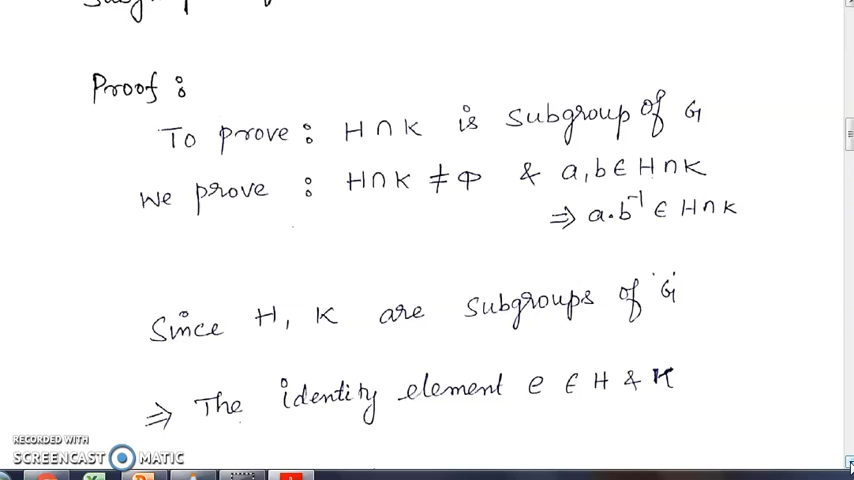 Subgroup
Proof :
To prove : H ∩ K is subgroup of G
We prove : H ∩ K ≠ Φ & a, b ∈ H ∩ K
⇒ a . b⁻¹ ∈ H ∩ K
Since H, K are subgroups of G
⇒ The identity element e ∈ H & K
RECORDED WITH
SCREENCAST MATIC